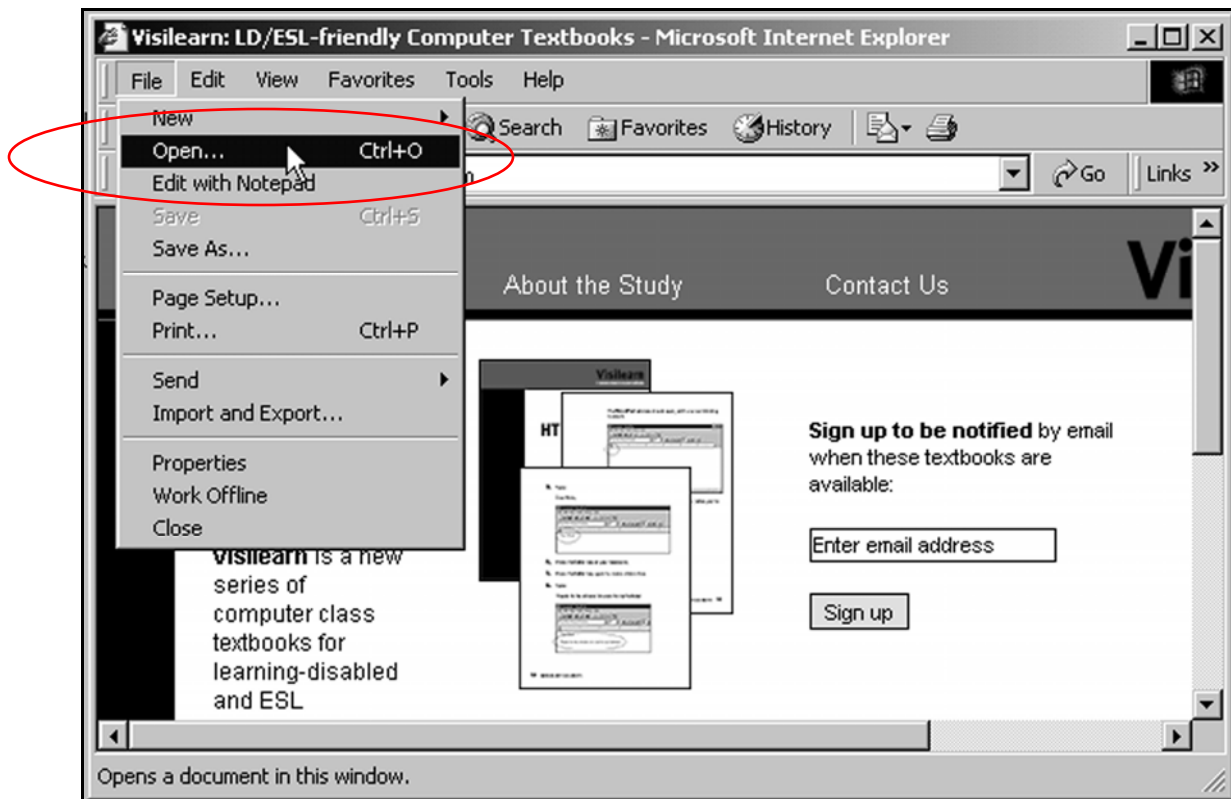 Visilearn: LD/ESL-friendly Computer Textbooks - Microsoft Internet Explorer
File Edit View Favorites Tools Help
New
Search Favorites History
Open... Ctrl+O
Edit with Notepad
Go Links »
Save Ctrl+S
Save As...
Page Setup...
Print... Ctrl+P
Send
Import and Export...
Properties
Work Offline
Close
About the Study Contact Us
Vi
Visilearn
HT
Sign up to be notified by email
when these textbooks are
available:
Enter email address
Sign up
Visilearn is a new
series of
computer class
textbooks for
learning-disabled
and ESL
Opens a document in this window.